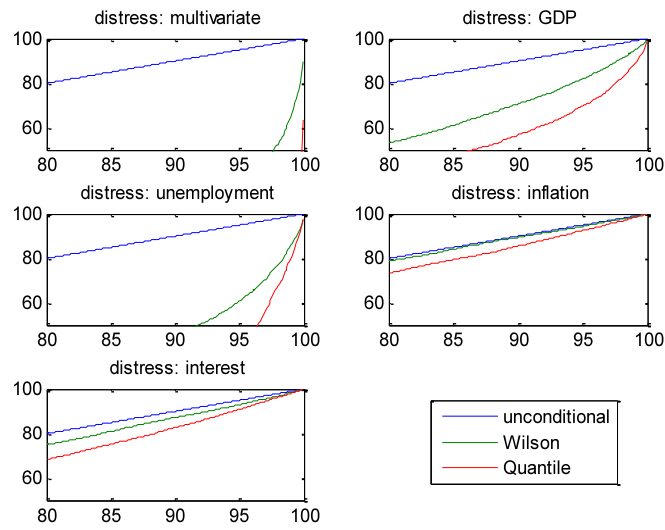 distress: multivariate
100
80
60
80 85 90 95 100
distress: GDP
100
80
60
80 85 90 95 100
distress: unemployment
100
80
60
80 85 90 95 100
distress: inflation
100
80
60
80 85 90 95 100
distress: interest
100
80
60
80 85 90 95 100
unconditional
Wilson
Quantile